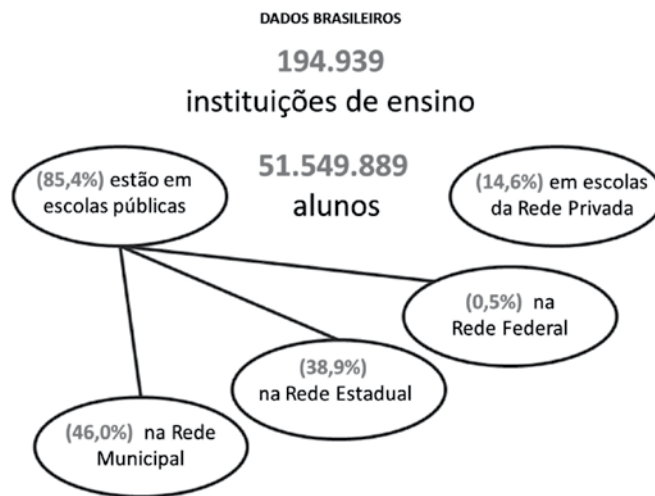 DADOS BRASILEIROS
194.939
instituições de ensino
51.549.889
alunos
(85,4%) estão em
escolas públicas
(14,6%) em escolas
da Rede Privada
(0,5%) na
Rede Federal
(38,9%)
na Rede Estadual
(46,0%) na Rede
Municipal